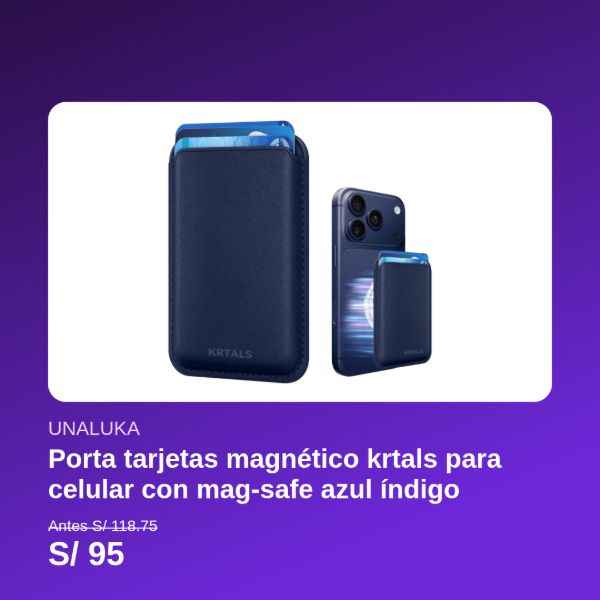 KRTALS
KRTALS
UNALUKA
Porta tarjetas magnético krtals para
celular con mag-safe azul índigo
Antes S/ 118.75
S/ 95